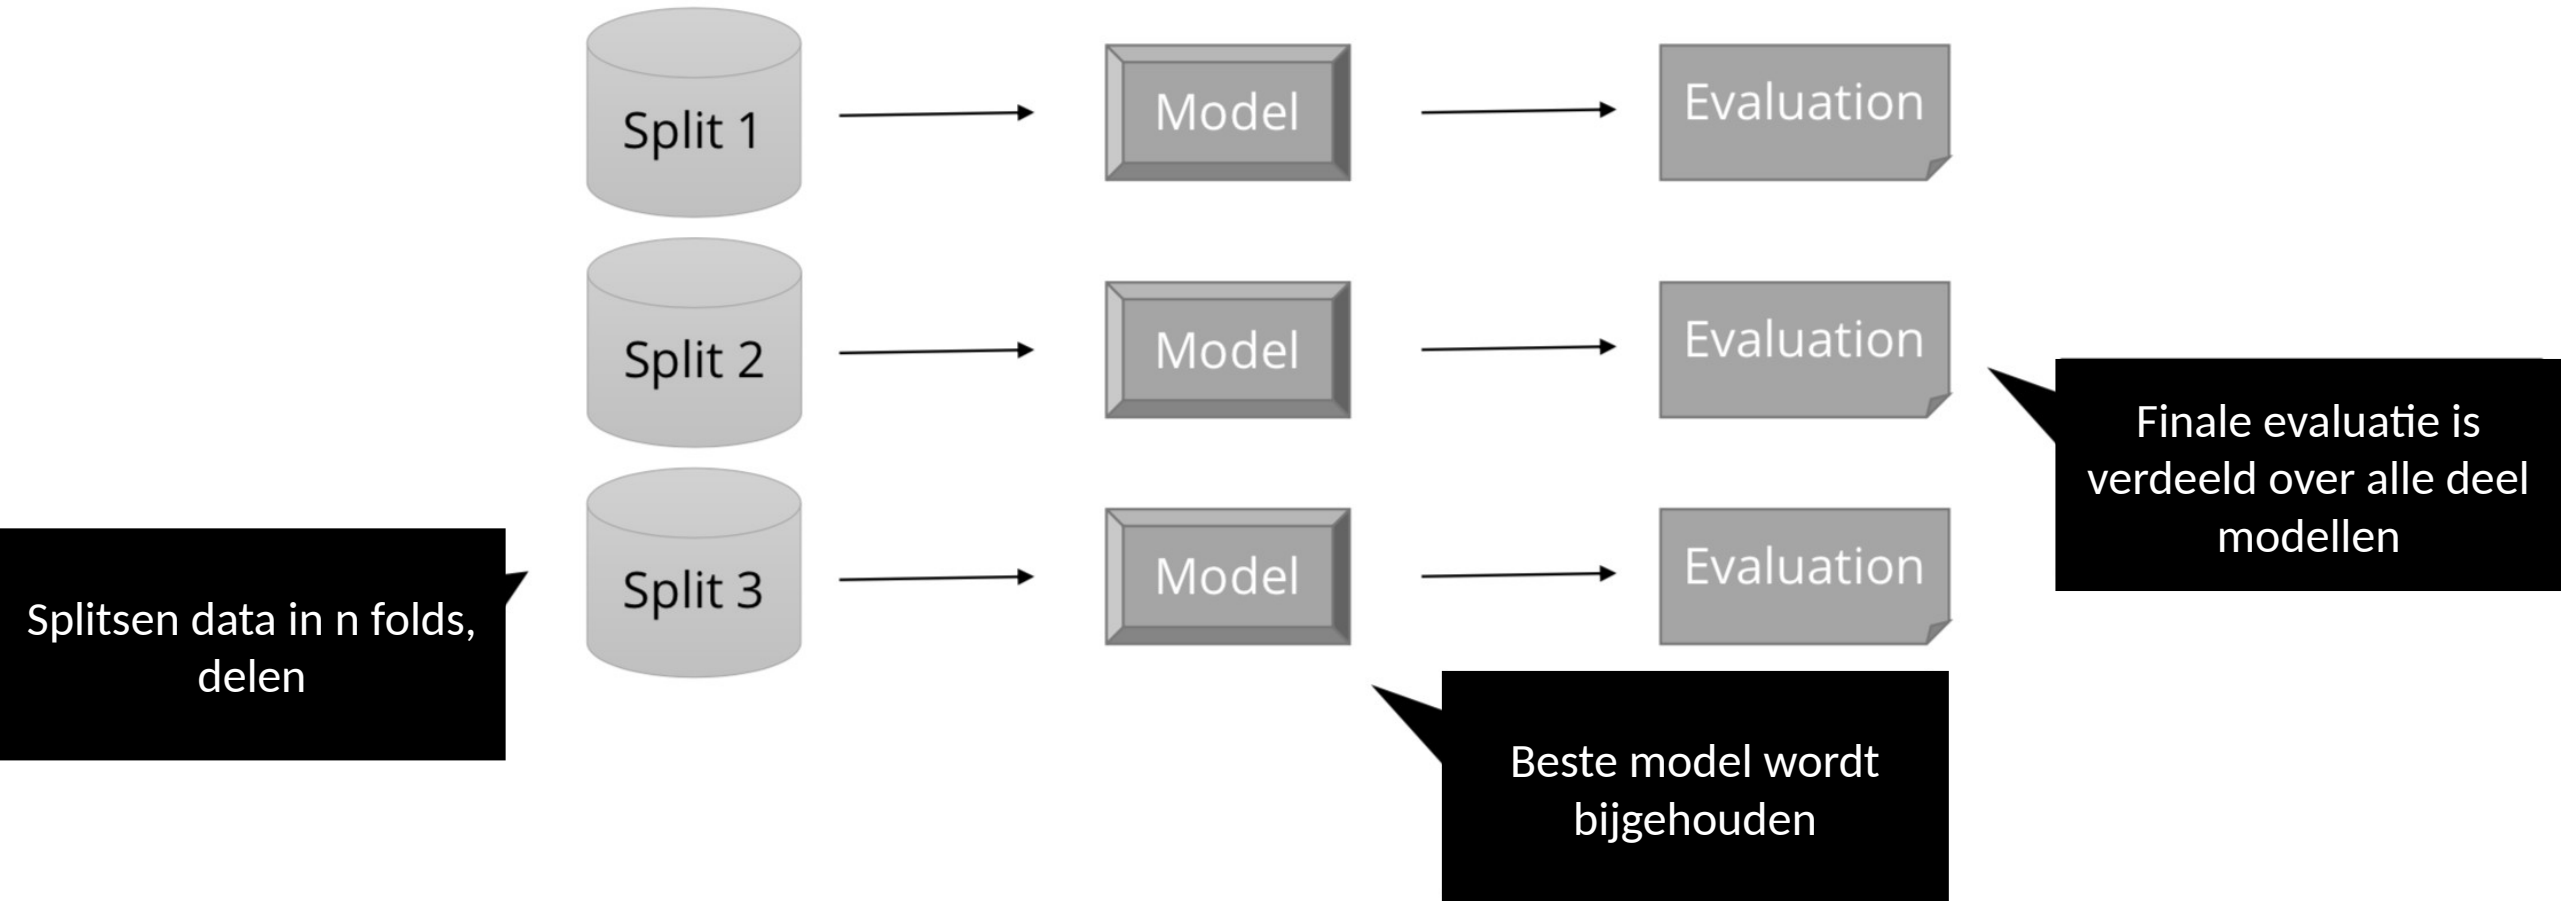 Split 1
Model
Evaluation
Split 2
Model
Evaluation
Finale evaluatie is
verdeeld over alle deel
modellen
Split 3
Model
Evaluation
Splitsen data in n folds,
delen
Beste model wordt
bijgehouden